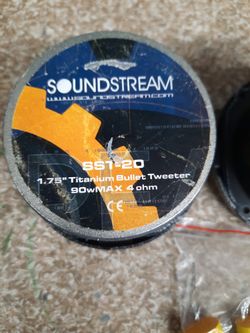 SOUNDSTREAM
WWW.SOUNDSTREAM.COM
SST-20
1.75" Titanium Bullet Tweeter
90wMAX 4 ohm
CE